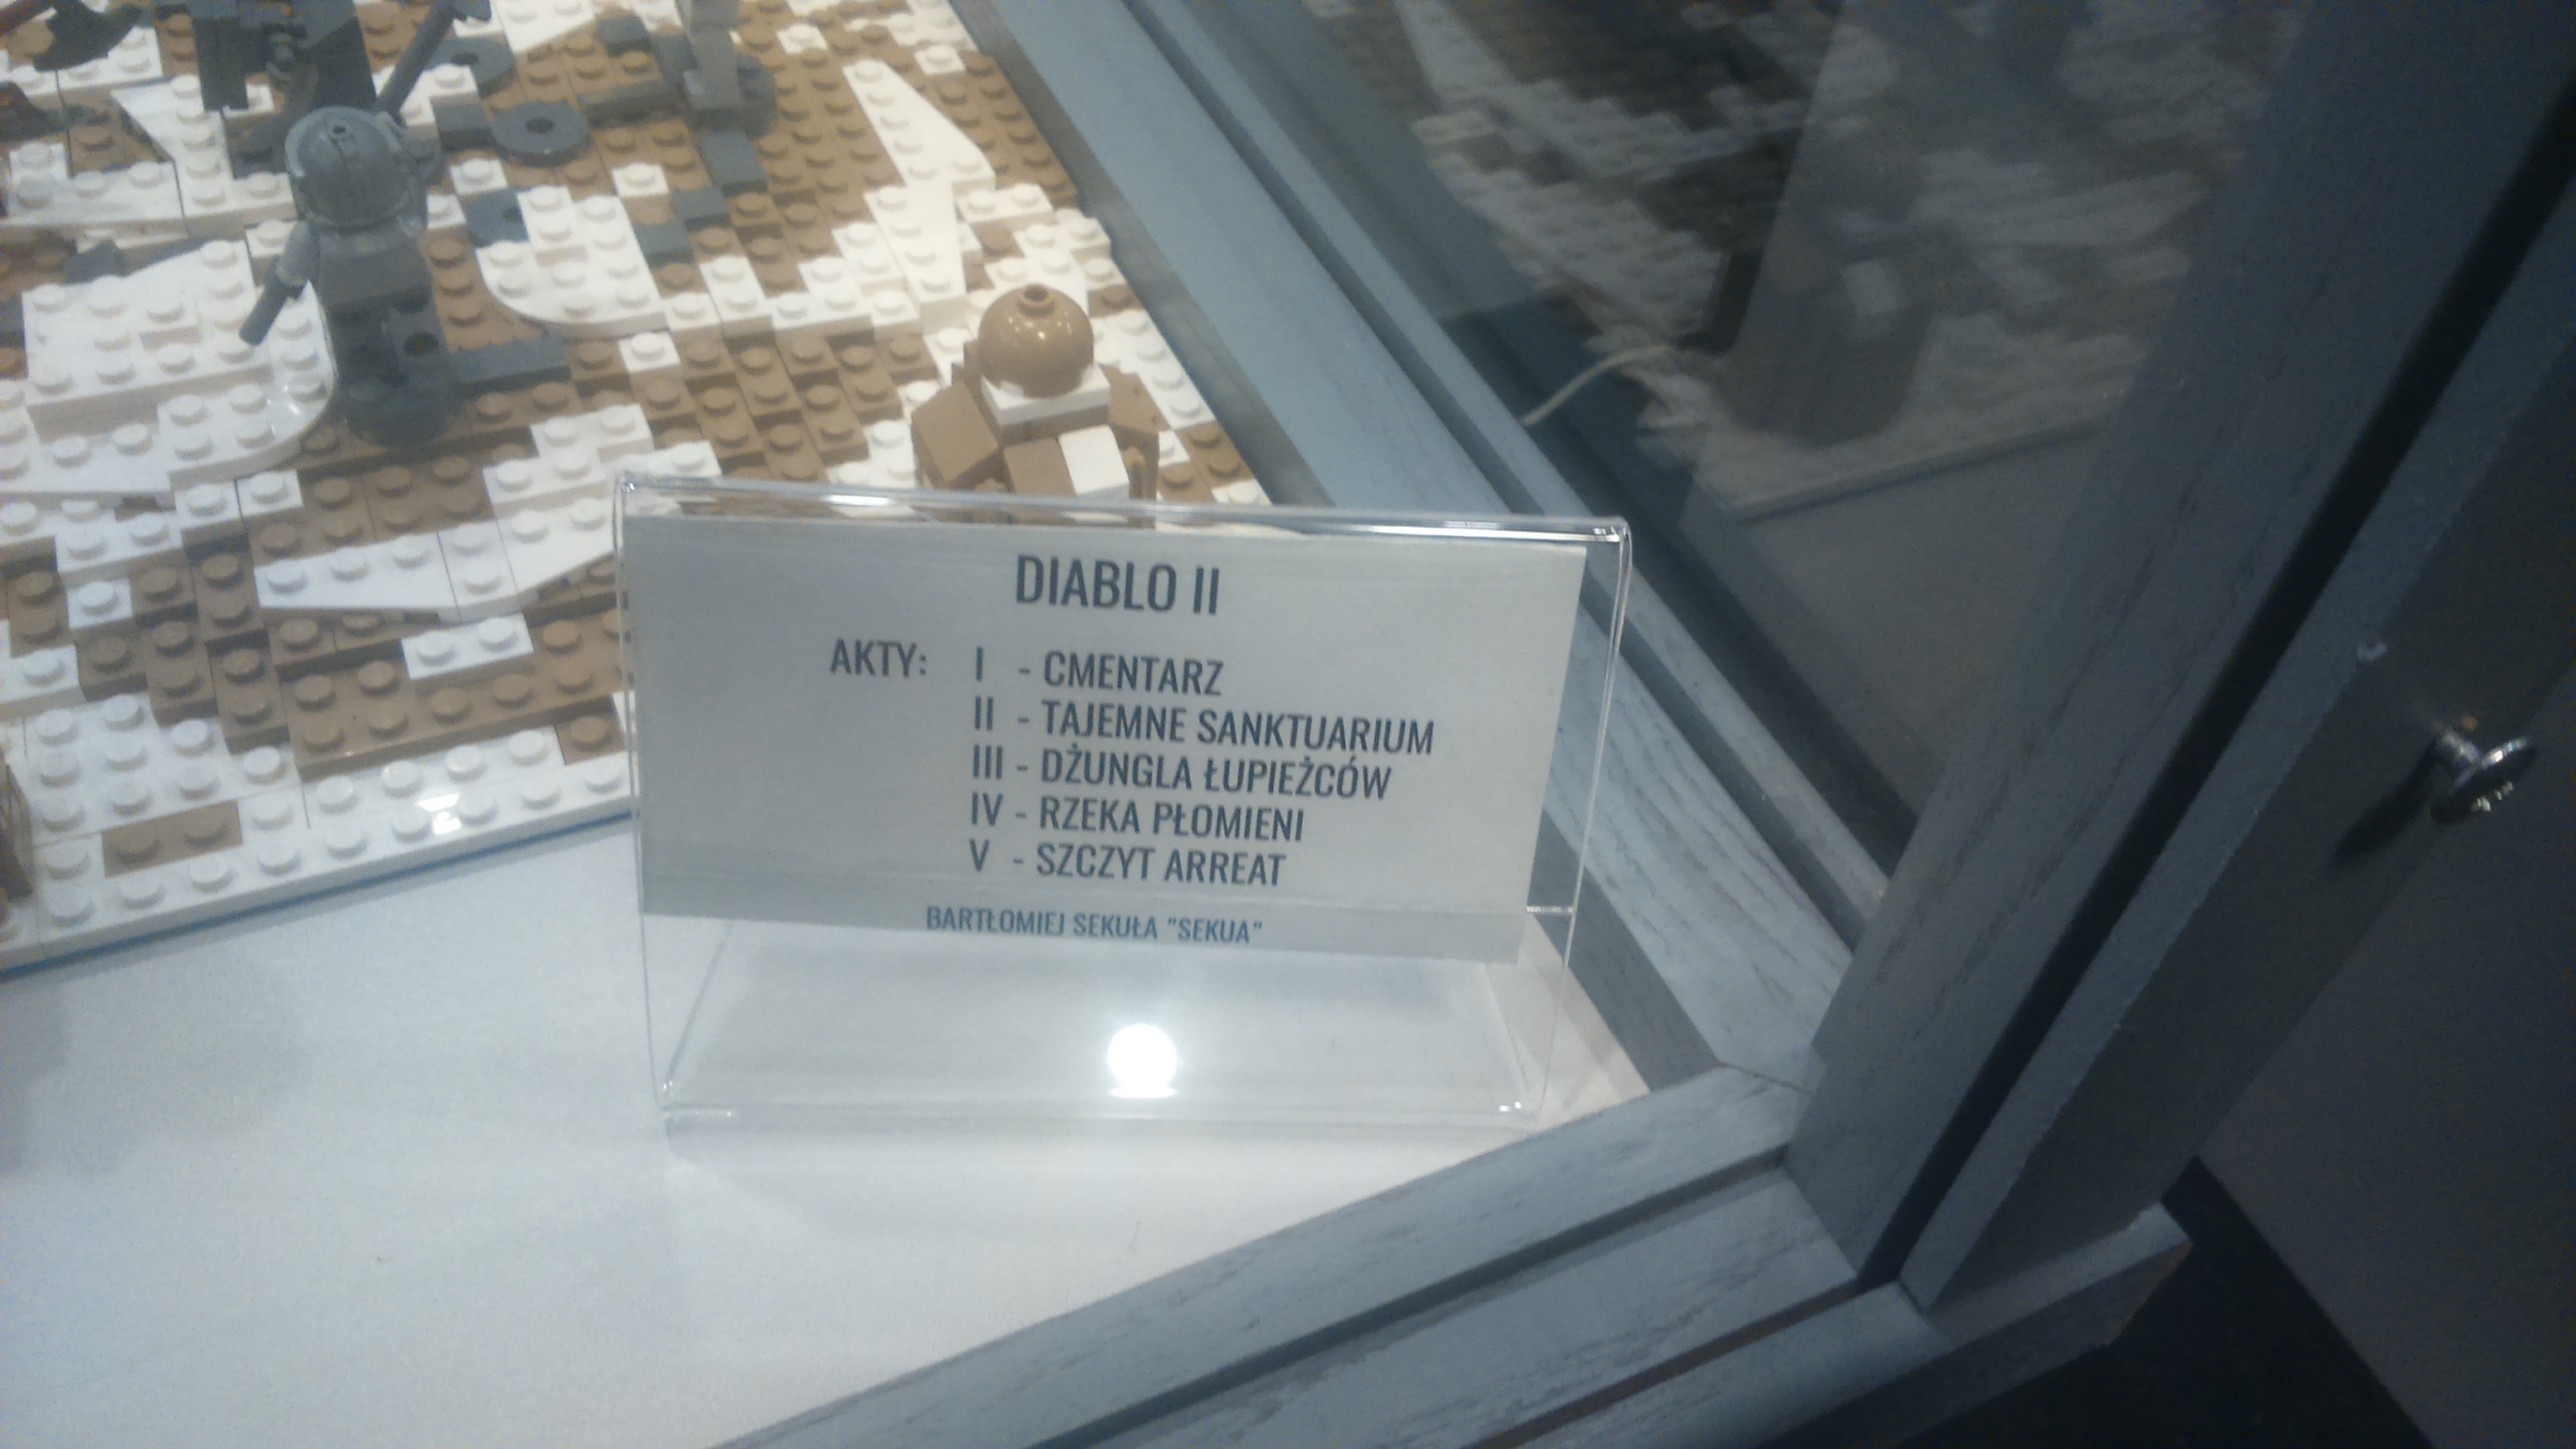 DIABLO II
AKTY: I - CMENTARZ
II - TAJEMNE SANKTUARIUM
III - DŻUNGLA ŁUPIEŻCÓW
IV - RZEKA PŁOMIENI
V - SZCZYT ARREAT
BARTŁOMIEJ SEKUŁA "SEKUA"